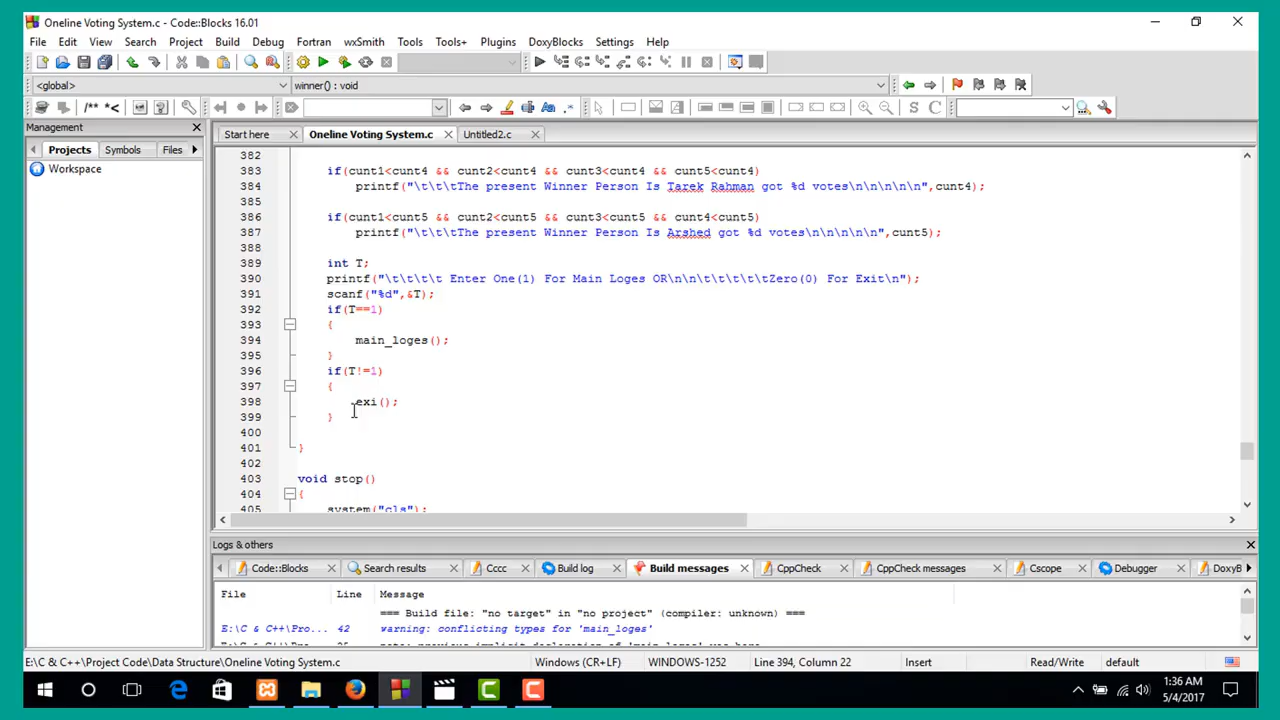 Oneline Voting System.c - Code::Blocks 16.01
File Edit View Search Project Build Debug Fortran wxSmith Tools Tools+ Plugins DoxyBlocks Settings Help
<global> winner() : void
/** *<
Management
Projects Symbols Files
Workspace
Start here Oneline Voting System.c Untitled2.c
382
383 if(cunt1<cunt4 && cunt2<cunt4 && cunt3<cunt4 && cunt5<cunt4)
384 printf("\t\t\tThe present Winner Person Is Tarek Rahman got %d votes\n\n\n\n\n",cunt4);
385
386 if(cunt1<cunt5 && cunt2<cunt5 && cunt3<cunt5 && cunt4<cunt5)
387 printf("\t\t\tThe present Winner Person Is Arshed got %d votes\n\n\n\n\n",cunt5);
388
389 int T;
390 printf("\t\t\t\t Enter One(1) For Main Loges OR\n\n\t\t\t\t\tZero(0) For Exit\n");
391 scanf("%d",&T);
392 if(T==1)
393 {
394 main_loges();
395 }
396 if(T!=1)
397 {
398 exi();
399 }
400
401 }
402
403 void stop()
404 {
405 system("cls");
Logs & others
Code::Blocks Search results Cccc Build log Build messages CppCheck CppCheck messages Cscope Debugger DoxyB
File Line Message
=== Build file: "no target" in "no project" (compiler: unknown) ===
E:\C & C++\Pro... 42 warning: conflicting types for 'main_loges'
E:\C & C++\Project Code\Data Structure\Oneline Voting System.c Windows (CR+LF) WINDOWS-1252 Line 394, Column 22 Insert Read/Write default
1:36 AM
5/4/2017